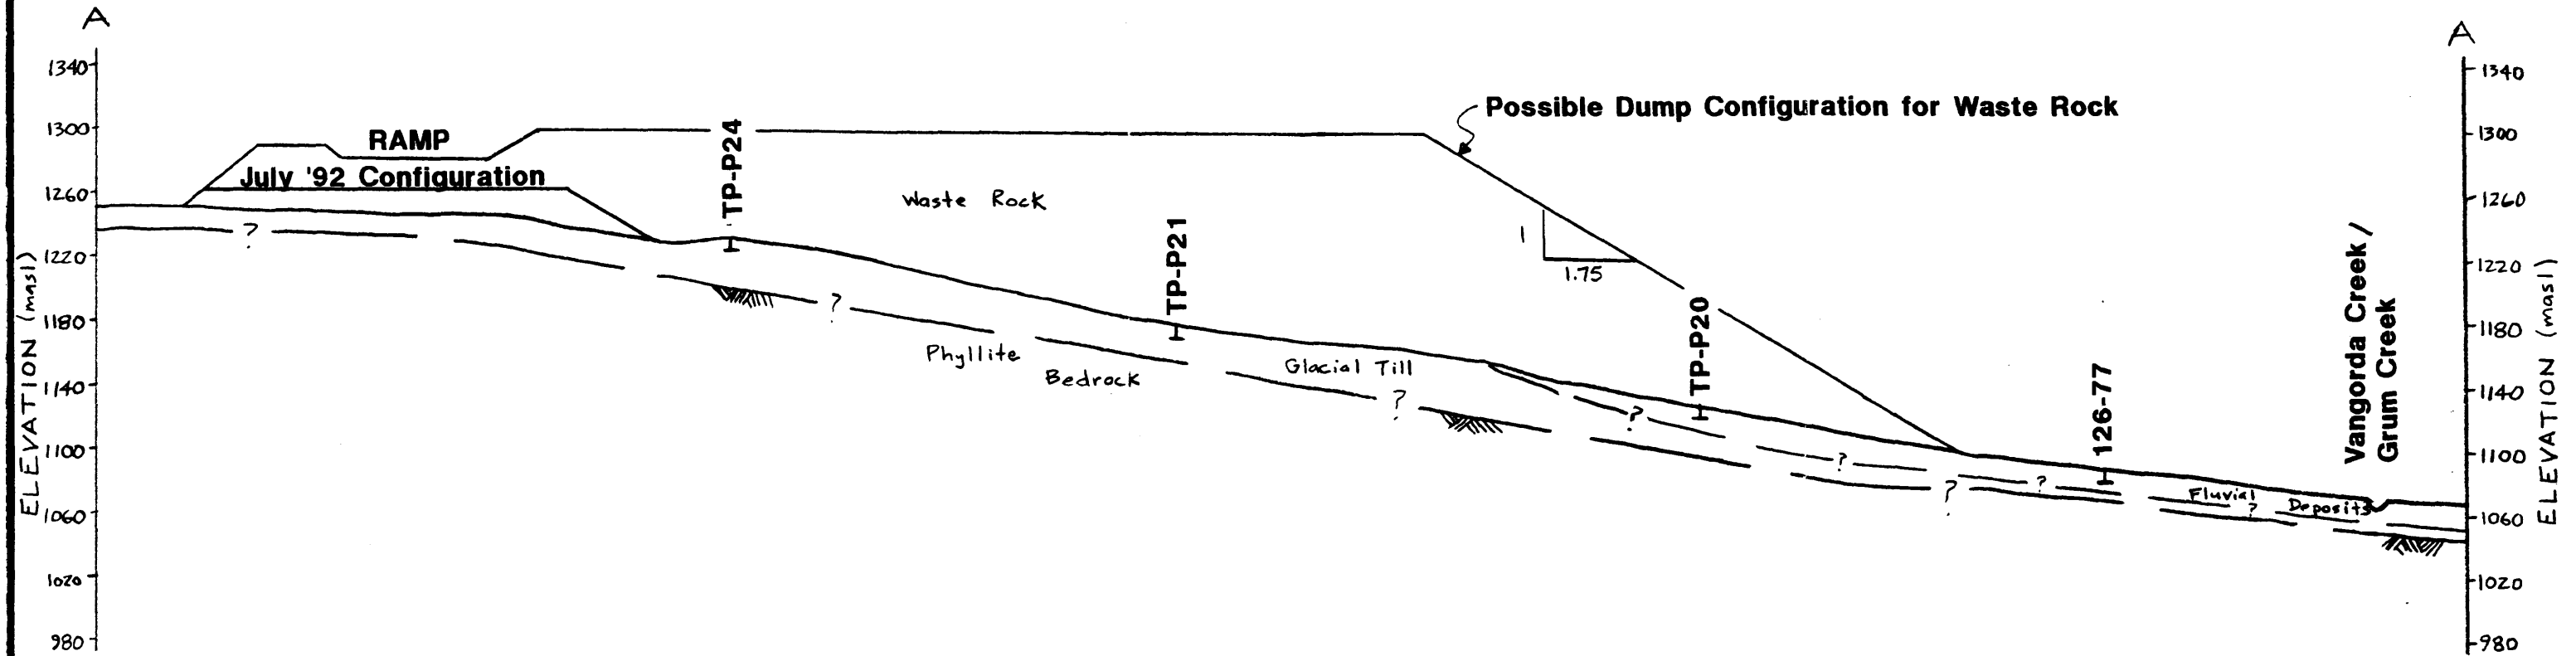 A
A
1340
1300
1260
1220
1180
1140
1100
1060
1020
980
ELEVATION (masl)
Possible Dump Configuration for Waste Rock
RAMP
July '92 Configuration
TP-P24
Waste Rock
TP-P21
1
1.75
TP-P20
126-77
Vangorda Creek /
Grum Creek
?
?
Phyllite
Bedrock
Glacial Till
?
?
?
?
?
Fluvial
Deposits
?
1340
1300
1260
1220
1180
1140
1100
1060
1020
980
ELEVATION (masl)